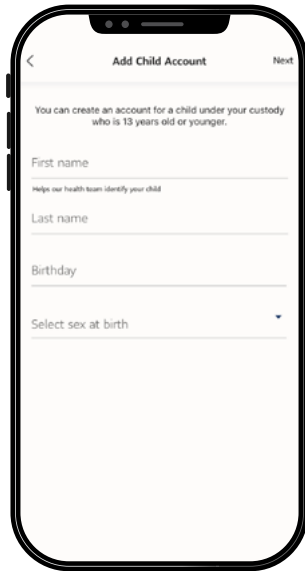 Add Child Account Next
You can create an account for a child under your custody
who is 13 years old or younger.
First name
Helps our health team identify your child
Last name
Birthday
Select sex at birth